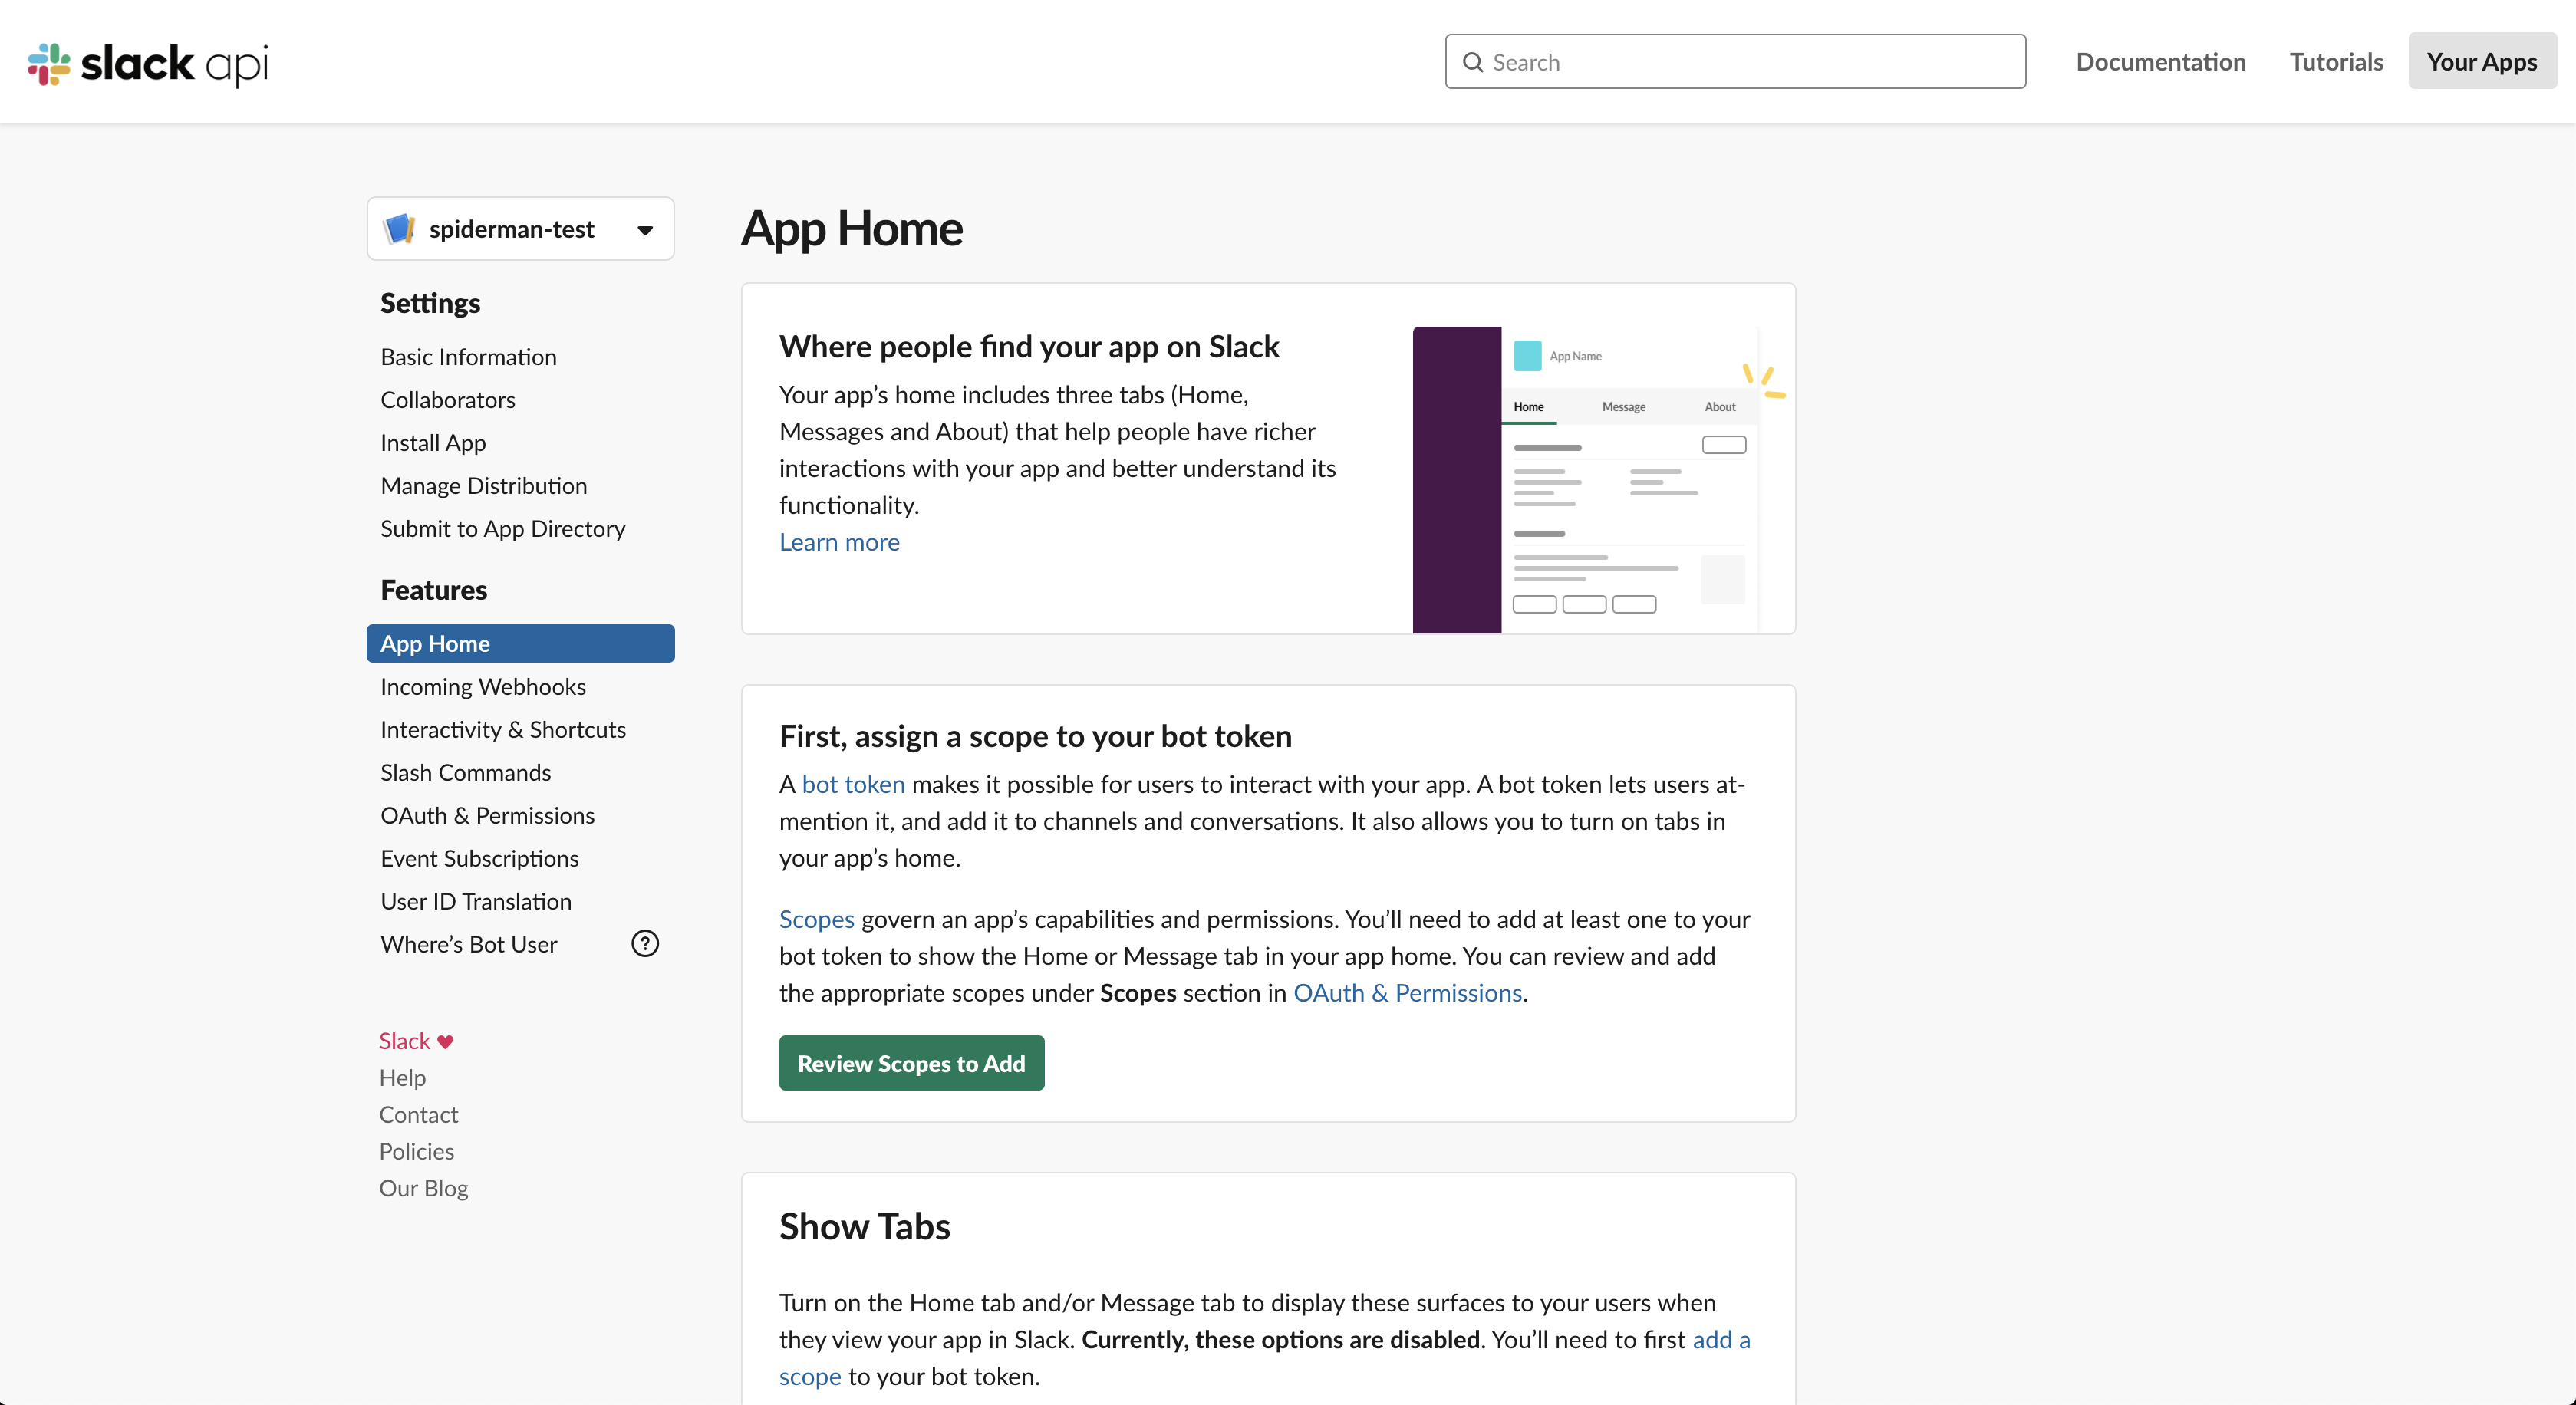 slack api
Search
Documentation
Tutorials
Your Apps
spiderman-test
Settings
Basic Information
Collaborators
Install App
Manage Distribution
Submit to App Directory
Features
App Home
Incoming Webhooks
Interactivity & Shortcuts
Slash Commands
OAuth & Permissions
Event Subscriptions
User ID Translation
Where’s Bot User
?
Slack ♥
Help
Contact
Policies
Our Blog
App Home
Where people find your app on Slack
Your app’s home includes three tabs (Home,
Messages and About) that help people have richer
interactions with your app and better understand its
functionality.
Learn more
App Name
Home
Message
About
First, assign a scope to your bot token
A bot token makes it possible for users to interact with your app. A bot token lets users at-
mention it, and add it to channels and conversations. It also allows you to turn on tabs in
your app’s home.
Scopes govern an app’s capabilities and permissions. You’ll need to add at least one to your
bot token to show the Home or Message tab in your app home. You can review and add
the appropriate scopes under Scopes section in OAuth & Permissions.
Review Scopes to Add
Show Tabs
Turn on the Home tab and/or Message tab to display these surfaces to your users when
they view your app in Slack. Currently, these options are disabled. You’ll need to first add a
scope to your bot token.